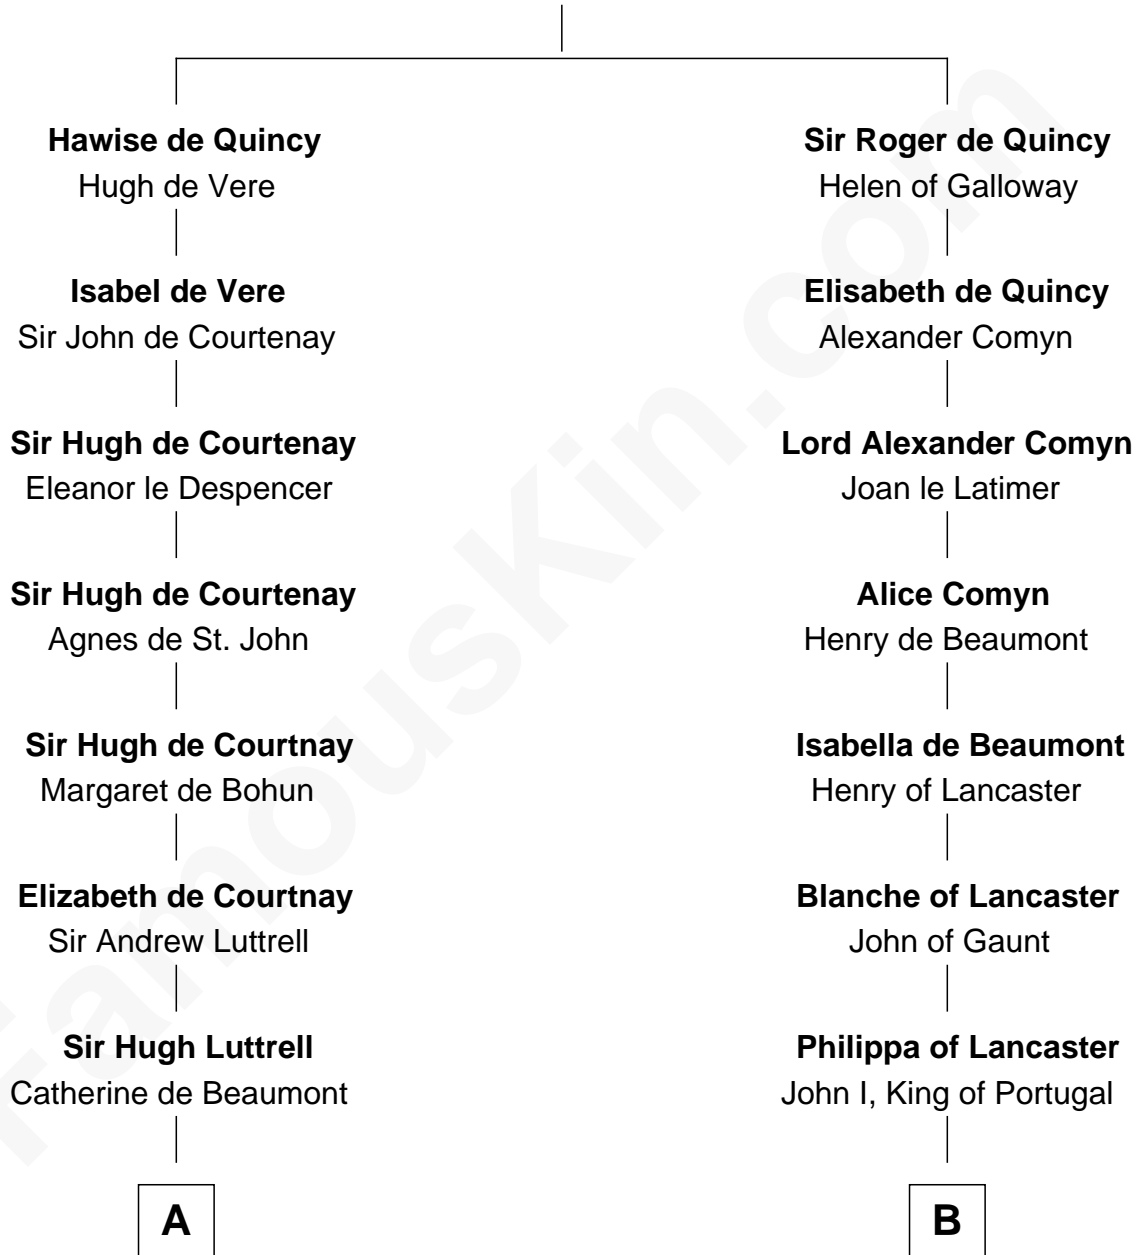 Hawise de Quincy
Hugh de Vere
Isabel de Vere
Sir John de Courtenay
Sir Hugh de Courtenay
Eleanor le Despencer
Sir Hugh de Courtenay
Agnes de St. John
Sir Hugh de Courtnay
Margaret de Bohun
Elizabeth de Courtnay
Sir Andrew Luttrell
Sir Hugh Luttrell
Catherine de Beaumont
A
Sir Roger de Quincy
Helen of Galloway
Elisabeth de Quincy
Alexander Comyn
Lord Alexander Comyn
Joan le Latimer
Alice Comyn
Henry de Beaumont
Isabella de Beaumont
Henry of Lancaster
Blanche of Lancaster
John of Gaunt
Philippa of Lancaster
John I, King of Portugal
B
FamousKin.com